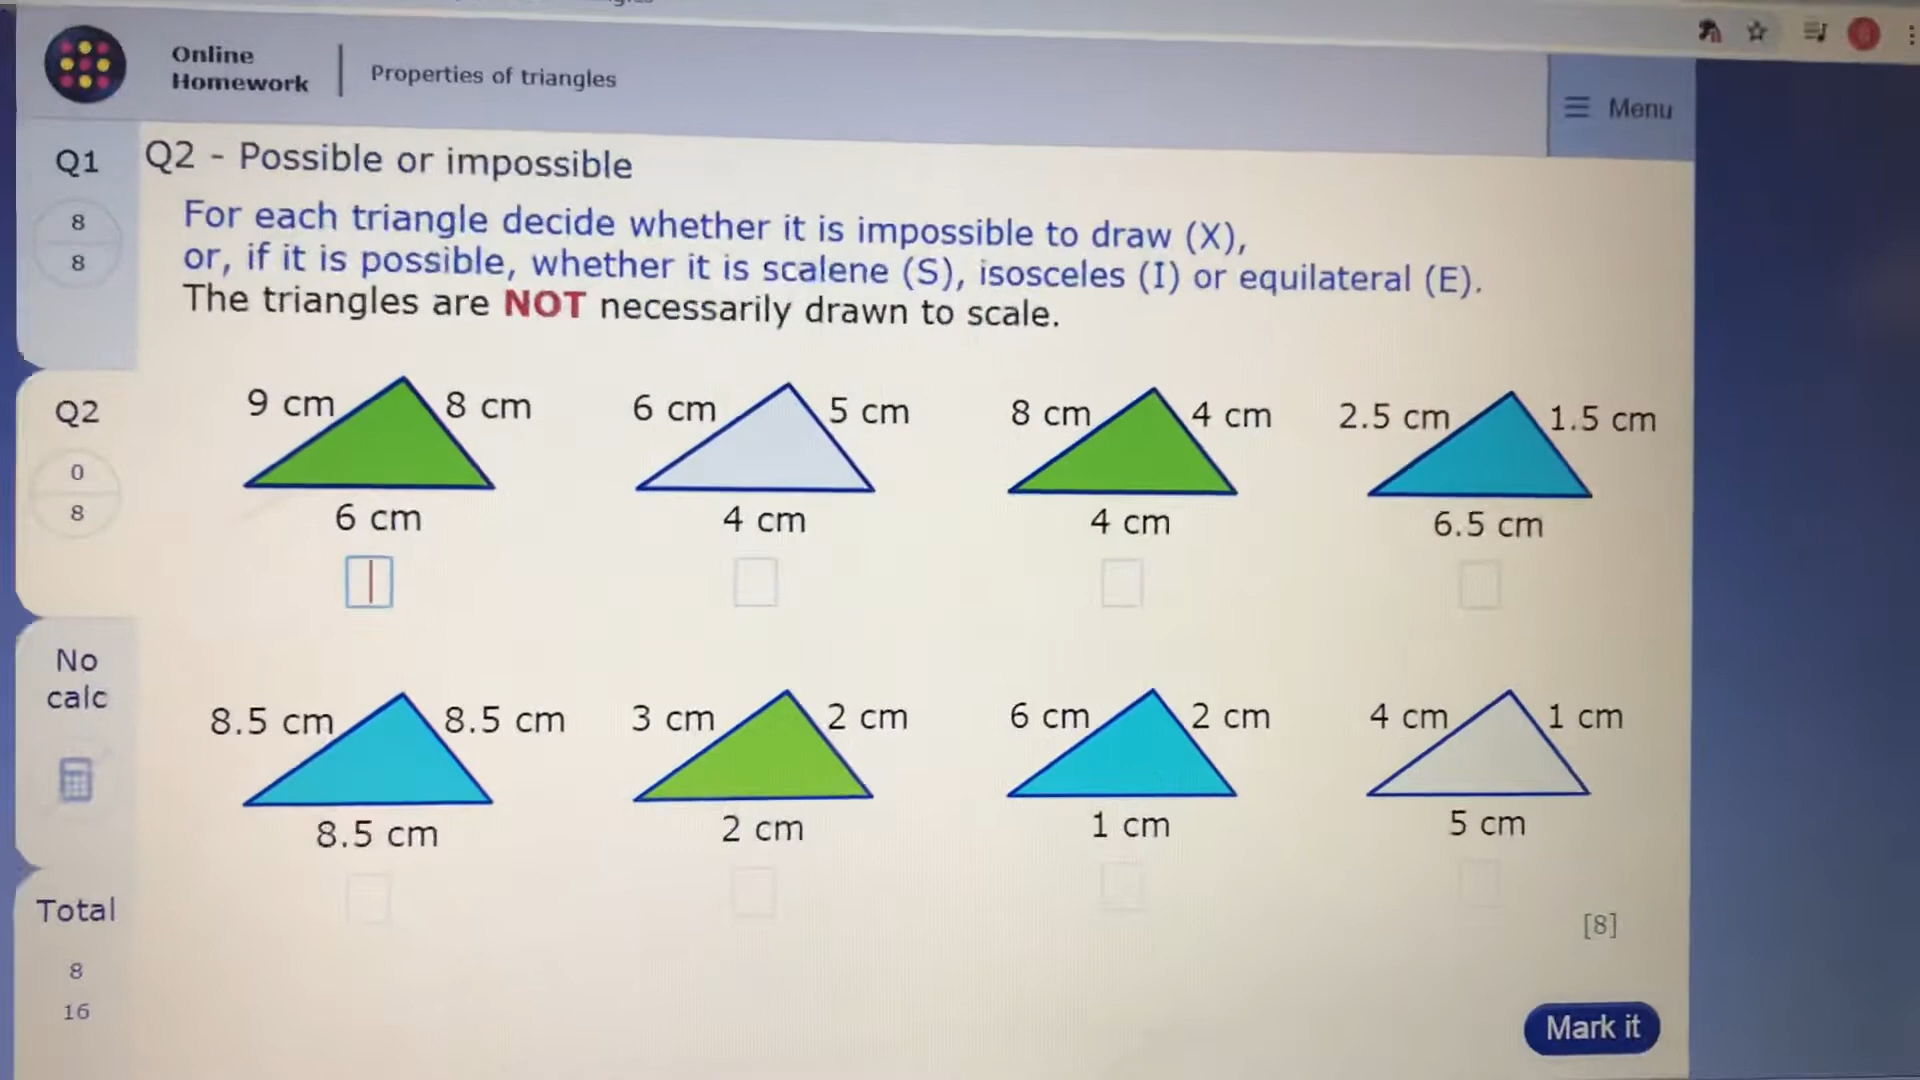 Online
Homework
Properties of triangles
Menu
Q1
8
8
Q2 - Possible or impossible
For each triangle decide whether it is impossible to draw (X),
or, if it is possible, whether it is scalene (S), isosceles (I) or equilateral (E).
The triangles are NOT necessarily drawn to scale.
Q2
0
8
9 cm 8 cm 6 cm 5 cm 8 cm 4 cm 2.5 cm 1.5 cm
6 cm 4 cm 4 cm 6.5 cm
No
calc
8.5 cm 8.5 cm 3 cm 2 cm 6 cm 2 cm 4 cm 1 cm
8.5 cm 2 cm 1 cm 5 cm
Total
8
16
[8]
Mark it